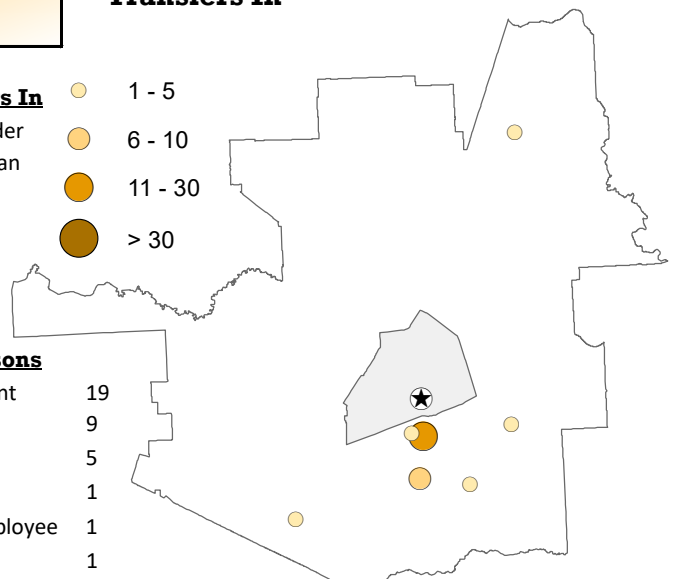 Transfers In
s In
der
an
1 - 5
6 - 10
11 - 30
> 30
sons
nt 19
9
5
1
ployee 1
1